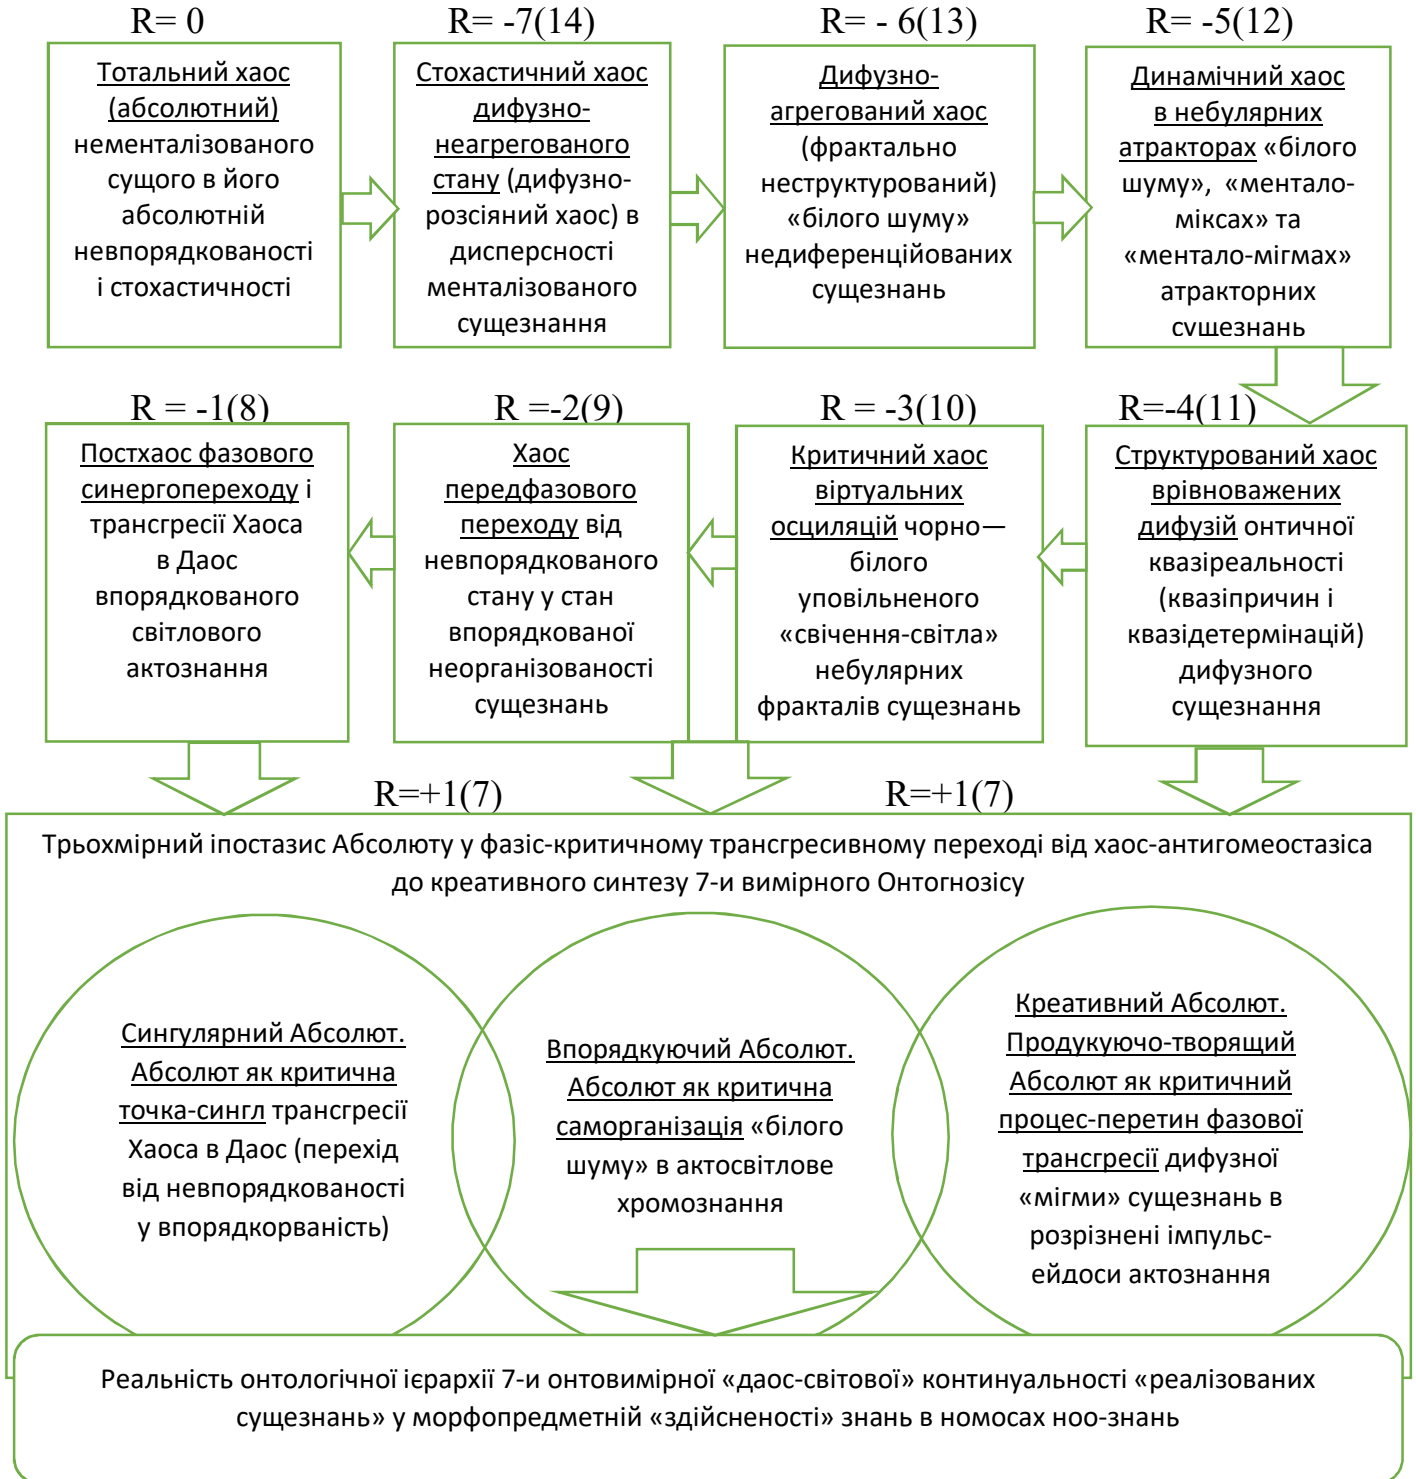 R= 0
Тотальний хаос
(абсолютний)
нементалізованого
сущого в його
абсолютній
невпорядкованості
і стохастичності
R= -7(14)
Стохастичний хаос
дифузно-
неагрегованого
стану (дифузно-
розсіяний хаос) в
дисперсності
менталізованого
сущезнання
R= - 6(13)
Дифузно-
агрегований хаос
(фрактально
неструктурований)
«білого шуму»
недиференційованих
сущезнань
R= -5(12)
Динамічний хаос
в небулярних
атракторах «білого
шуму», «ментало-
міксах» та
«ментало-мігмах»
атракторних
сущезнань
R = -1(8)
Постхаос фазового
синергопереходу і
трансгресії Хаоса
в Даос
впорядкованого
світлового
актознання
R =-2(9)
Хаос
передфазового
переходу від
невпорядкованого
стану у стан
впорядкованої
неорганізованості
сущезнань
R = -3(10)
Критичний хаос
віртуальних
осциляцій чорно—
білого
уповільненого
«свічення-світла»
небулярних
фракталів сущезнань
R=-4(11)
Структурований хаос
врівноважених
дифузій онтичної
квазіреальності
(квазіпричин і
квазідетермінацій)
дифузного
сущезнання
R=+1(7)
R=+1(7)
Трьохмірний іпостазис Абсолюту у фазіс-критичному трансгресивному переході від хаос-антигомеостазіса
до креативного синтезу 7-и вимірного Онтогнозісу
Сингулярний Абсолют.
Абсолют як критична
точка-сингл трансгресії
Хаоса в Даос (перехід
від невпорядкованості
у впорядкорваність)
Впорядкуючий Абсолют.
Абсолют як критична
саморганізація «білого
шуму» в актосвітлове
хромознання
Креативний Абсолют.
Продукуючо-творящий
Абсолют як критичний
процес-перетин фазової
трансгресії дифузної
«мігми» сущезнань в
розрізнені імпульс-
ейдоси актознання
Реальність онтологічної ієрархії 7-и онтовимірної «даос-світової» континуальності «реалізованих
сущезнань» у морфопредметній «здійсненості» знань в номосах ноо-знань